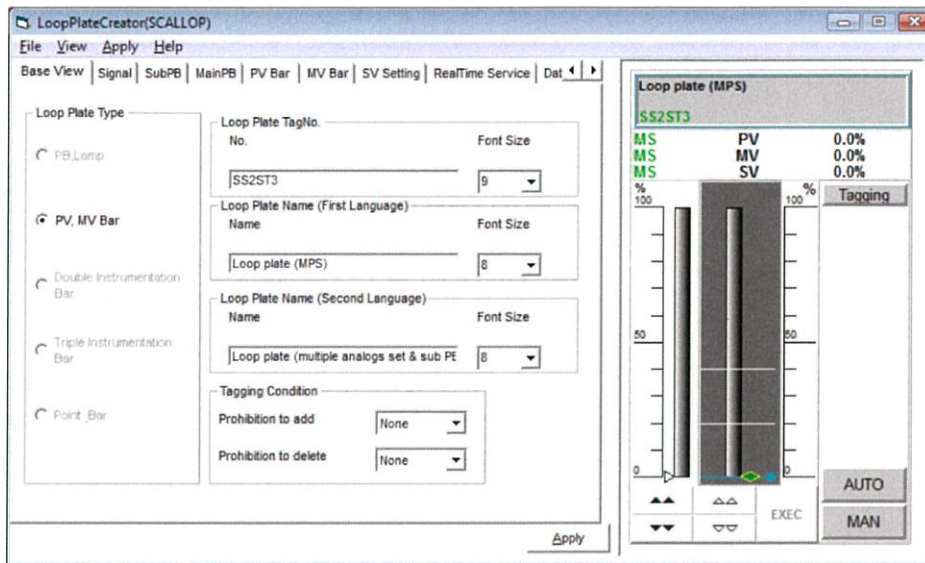 LoopPlateCreator(SCALLOP)
File View Apply Help
Base View Signal SubPB MainPB PV Bar MV Bar SV Setting RealTime Service Dat
Loop Plate Type
PB,Lamp
PV, MV Bar
Double Instrumentation
Bar
Triple Instrumentation
Bar
Point_Bar
Loop Plate TagNo.
No. Font Size
SS2ST3 9
Loop Plate Name (First Language)
Name Font Size
Loop plate (MPS) 8
Loop Plate Name (Second Language)
Name Font Size
Loop plate (multiple analogs set & sub PE 8
Tagging Condition
Prohibition to add None
Prohibition to delete None
Apply
Loop plate (MPS)
SS2ST3
MS PV 0.0%
MS MV 0.0%
MS SV 0.0%
% % Tagging
100 100
50 50
0 0
AUTO
EXEC
MAN